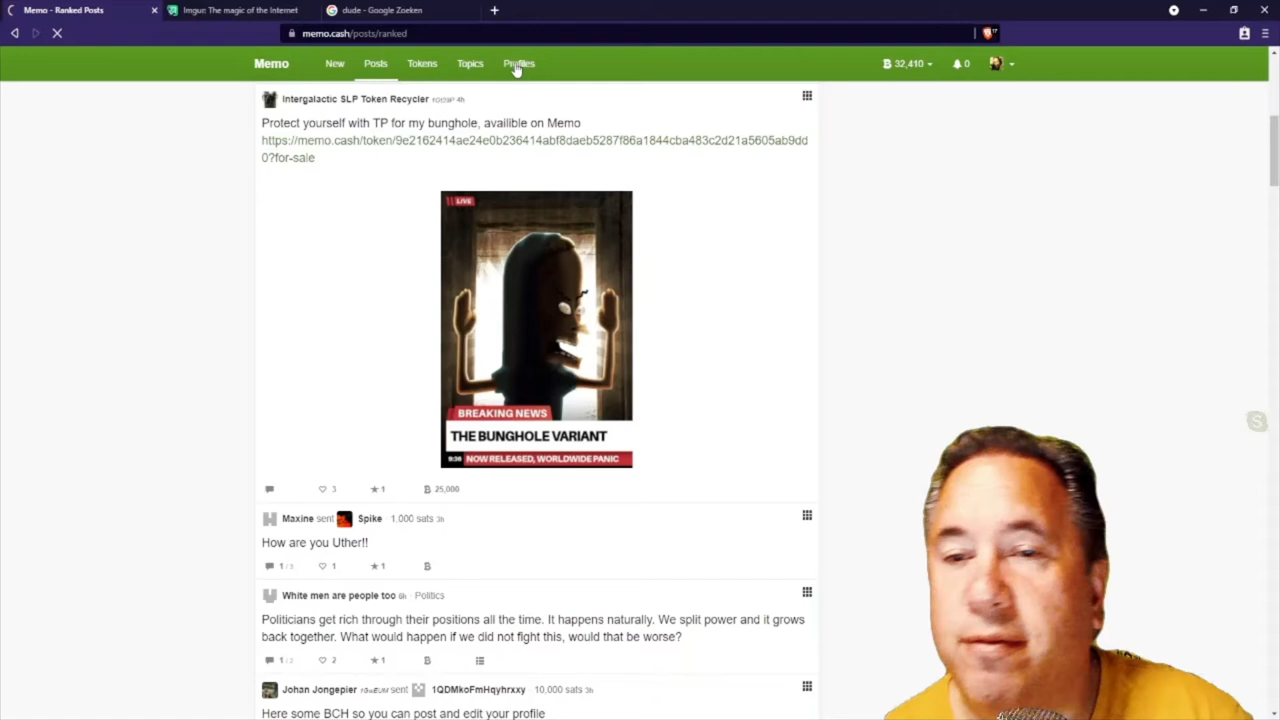 Memo - Ranked Posts
Imgur: The magic of the Internet
dude - Google Zoeken
memo.cash/posts/ranked
Memo New Posts Tokens Topics Profiles 32,410 0
Intergalactic SLP Token Recycler 4h
Protect yourself with TP for my bunghole, availible on Memo
https://memo.cash/token/9e2162414ae24e0b236414abf8daeb5287f86a1844cba483c2d21a5605ab9dd
0?for-sale
LIVE
BREAKING NEWS
THE BUNGHOLE VARIANT
9:36 NOW RELEASED, WORLDWIDE PANIC
3 1 25,000
Maxine sent Spike 1,000 sats 3h
How are you Uther!!
1 / 3 1 1
White men are people too 6h · Politics
Politicians get rich through their positions all the time. It happens naturally. We split power and it grows
back together. What would happen if we did not fight this, would that be worse?
1 / 2 1
Johan Jongepier sent 1QDMkoFmHqyhrxxy · 10,000 sats 3h
Here some BCH so you can post and edit your profile